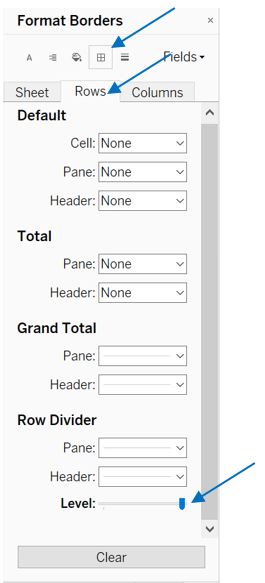 Format Borders ×
A Fields
Sheet Rows Columns
Default
Cell: None
Pane: None
Header: None
Total
Pane: None
Header: None
Grand Total
Pane:
Header:
Row Divider
Pane:
Header:
Level:
Clear